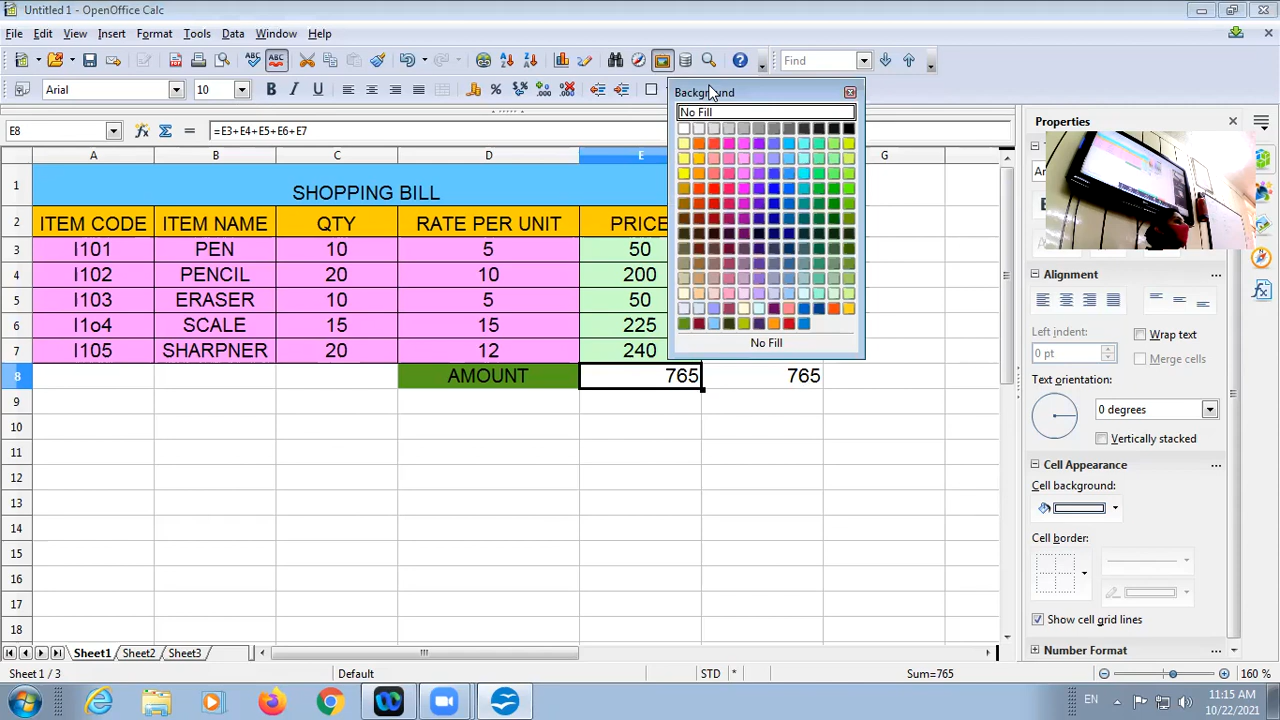 Untitled 1 - OpenOffice Calc
File Edit View Insert Format Tools Data Window Help
Find
Arial 10
Background
No Fill
No Fill
E8 =E3+E4+E5+E6+E7
Properties
A B C D E G
1 SHOPPING BILL
2 ITEM CODE ITEM NAME QTY RATE PER UNIT PRICE
3 I101 PEN 10 5 50
4 I102 PENCIL 20 10 200
5 I103 ERASER 10 5 50
6 I1o4 SCALE 15 15 225
7 I105 SHARPNER 20 12 240
8 AMOUNT 765 765
9
10
11
12
13
14
15
16
17
18
Alignment
Left indent: Wrap text
0 pt Merge cells
Text orientation:
0 degrees
Vertically stacked
Cell Appearance
Cell background:
Cell border:
Show cell grid lines
Number Format
Sheet1 Sheet2 Sheet3
Sheet 1 / 3 Default STD * Sum=765 160 %
EN 11:15 AM
10/22/2021